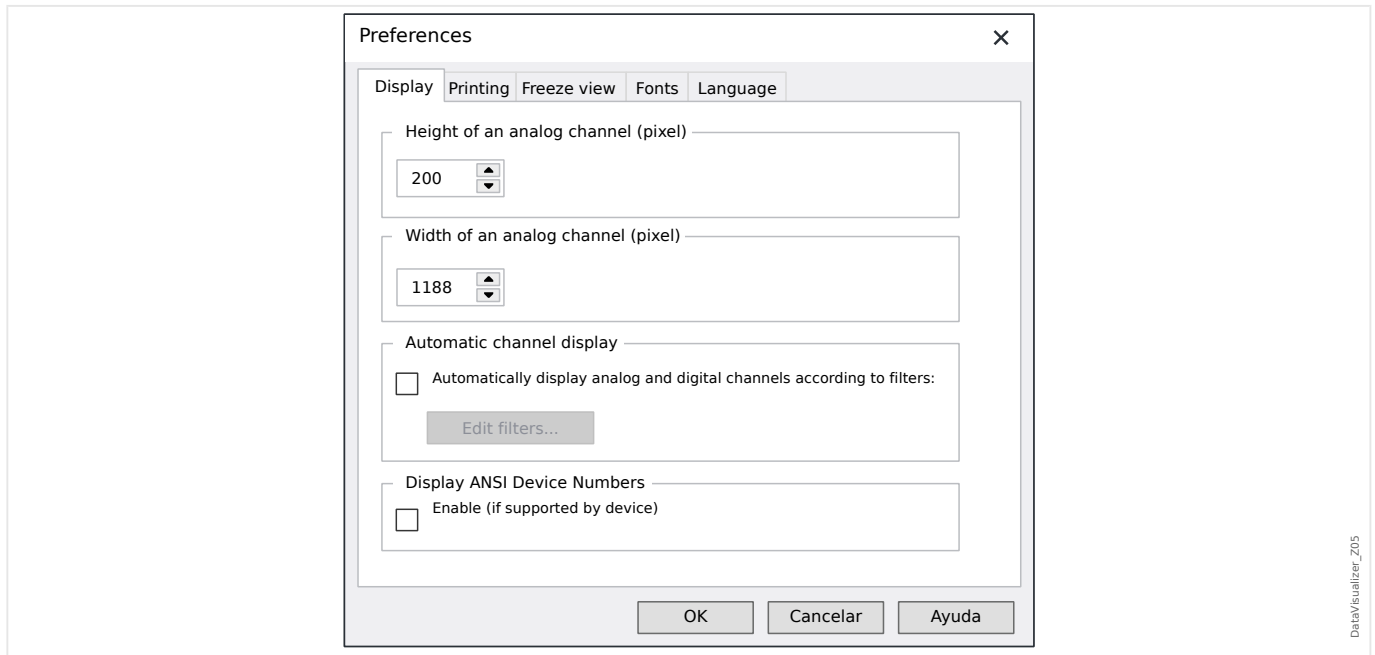 Preferences
Display Printing Freeze view Fonts Language
Height of an analog channel (pixel)
200
Width of an analog channel (pixel)
1188
Automatic channel display
Automatically display analog and digital channels according to filters:
Edit filters...
Display ANSI Device Numbers
Enable (if supported by device)
OK Cancelar Ayuda
DataVisualizer_Z05